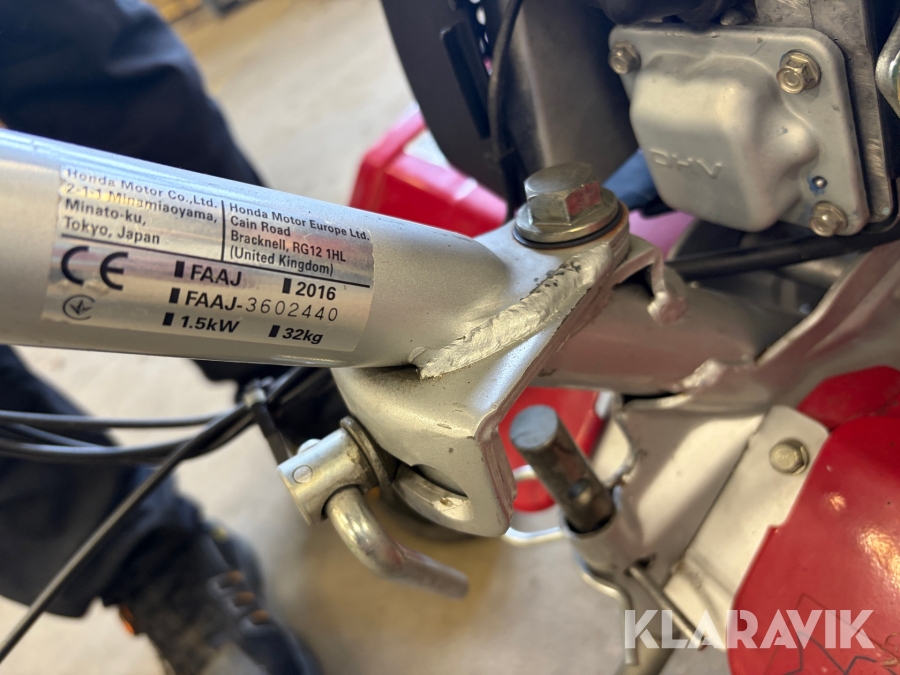 Honda Motor Co.,Ltd.
2-1-1 Minamiaoyama,
Minato-ku,
Tokyo, Japan
Honda Motor Europe Ltd.
Cain Road
Bracknell, RG12 1HL
(United Kingdom)
CE
FAAJ 2016
FAAJ-3602440
1.5kW 32kg
OHV
KLARAVIK